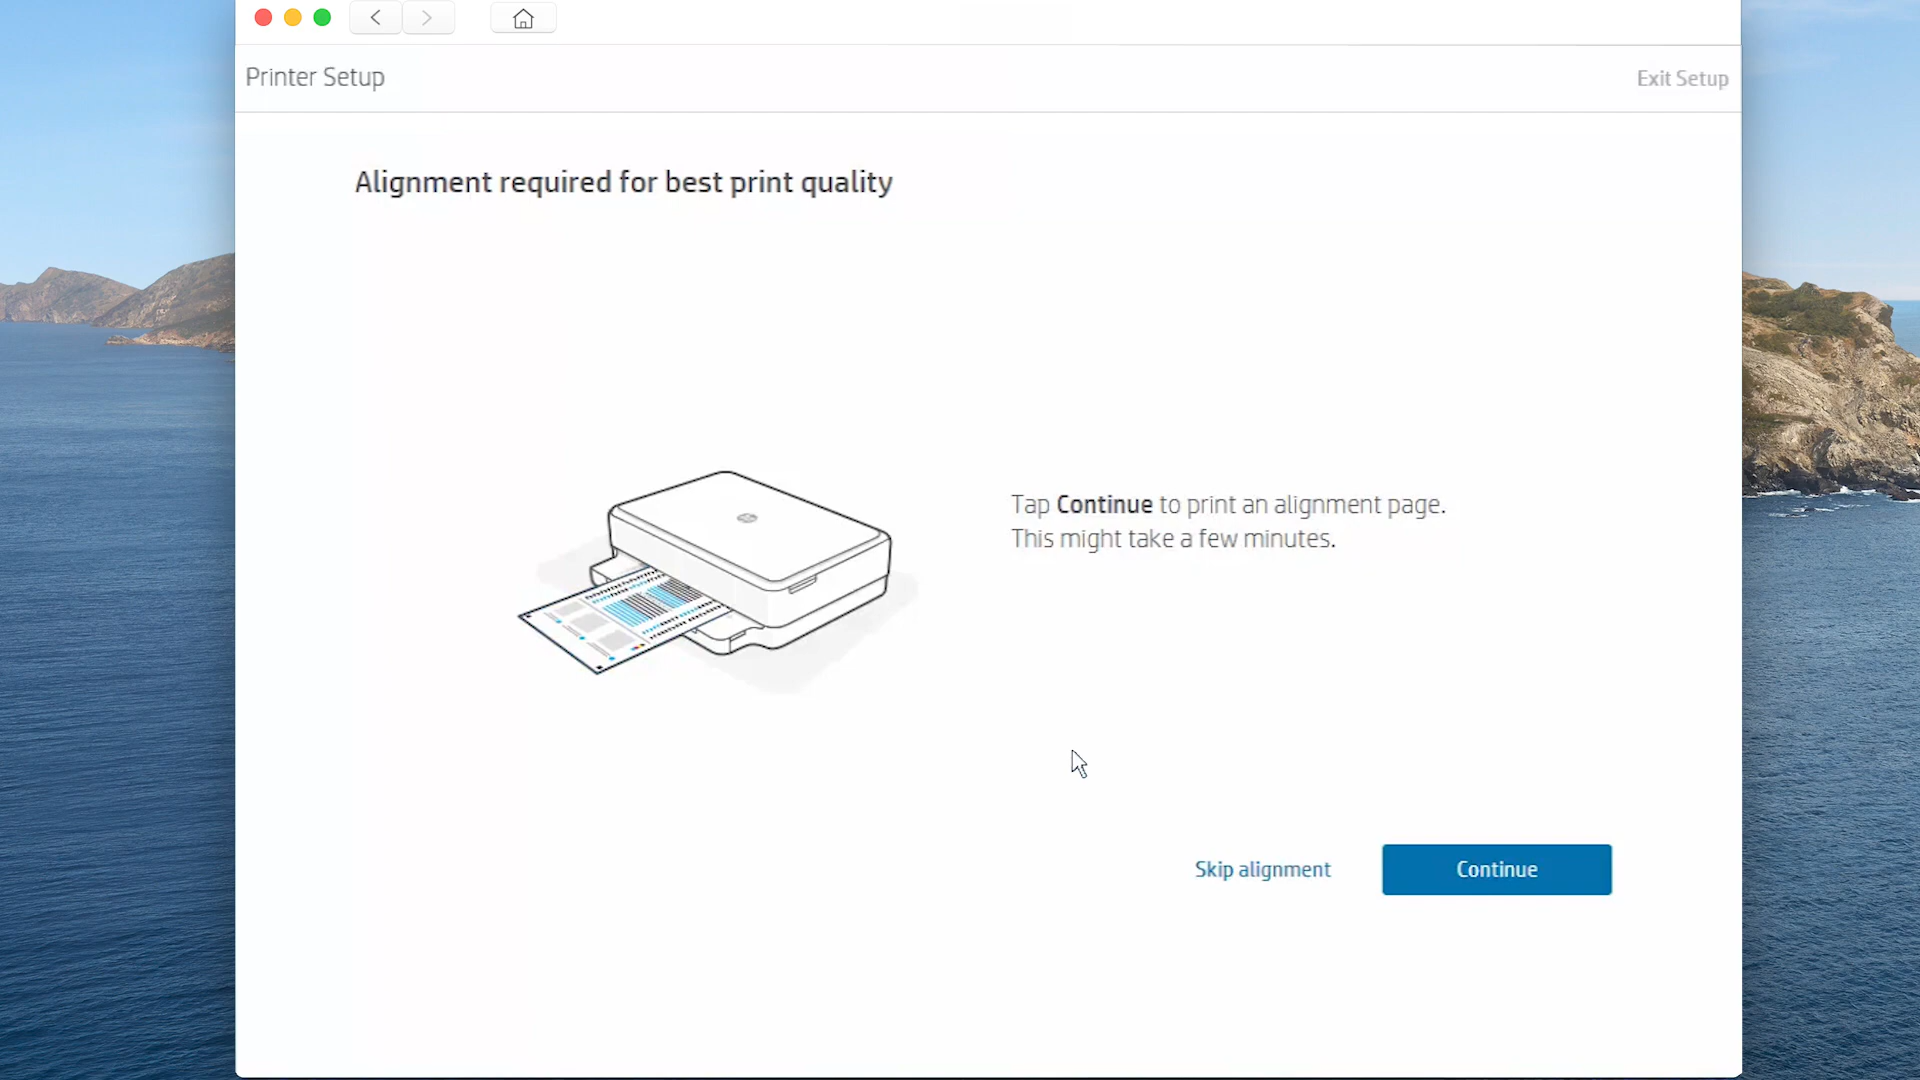 Printer Setup
Exit Setup
Alignment required for best print quality
Tap Continue to print an alignment page.
This might take a few minutes.
Skip alignment
Continue